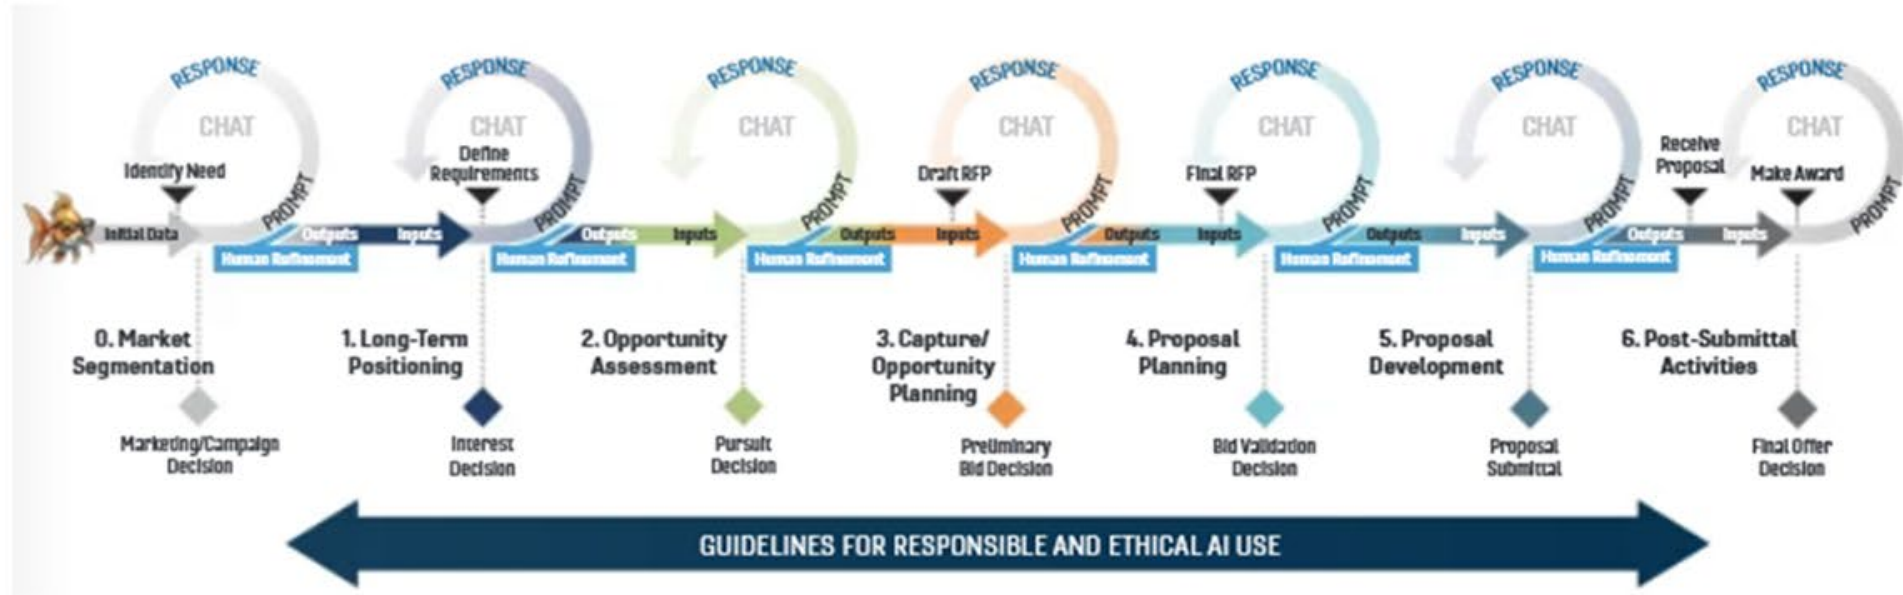 RESPONSE
CHAT
Identify Need
PROMPT
Initial Data
Human Refinement
Outputs
Inputs
RESPONSE
CHAT
Define
Requirements
PROMPT
Human Refinement
Outputs
Inputs
RESPONSE
CHAT
PROMPT
Human Refinement
Outputs
Inputs
RESPONSE
CHAT
Draft RFP
PROMPT
Human Refinement
Outputs
Inputs
RESPONSE
CHAT
Final RFP
PROMPT
Human Refinement
Outputs
Inputs
RESPONSE
CHAT
PROMPT
Human Refinement
Outputs
Inputs
Receive
Proposal
RESPONSE
CHAT
Make Award
PROMPT
0. Market
Segmentation
Marketing/Campaign
Decision
1. Long-Term
Positioning
Interest
Decision
2. Opportunity
Assessment
Pursuit
Decision
3. Capture/
Opportunity
Planning
Preliminary
Bid Decision
4. Proposal
Planning
Bid Validation
Decision
5. Proposal
Development
Proposal
Submittal
6. Post-Submittal
Activities
Final Offer
Decision
GUIDELINES FOR RESPONSIBLE AND ETHICAL AI USE